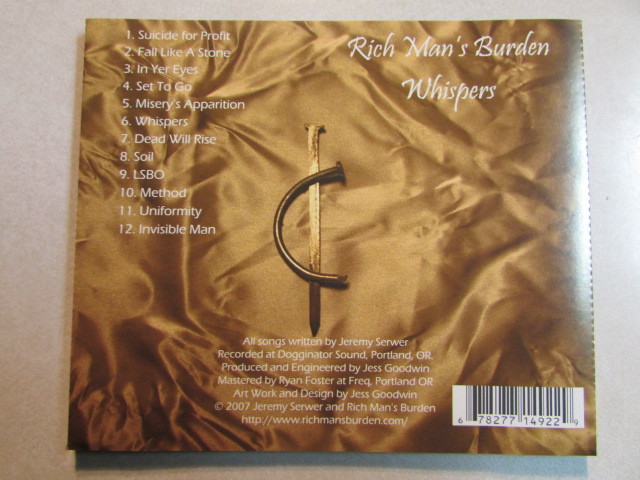 1. Suicide for Profit
2. Fall Like A Stone
3. In Yer Eyes
4. Set To Go
5. Misery's Apparition
6. Whispers
7. Dead Will Rise
8. Soil
9. LSBO
10. Method
11. Uniformity
12. Invisible Man
Rich Man's Burden
Whispers
All songs written by Jeremy Serwer
Recorded at Dogginator Sound, Portland, OR.
Produced and Engineered by Jess Goodwin
Mastered by Ryan Foster at Freq, Portland OR
Art Work and Design by Jess Goodwin
© 2007 Jeremy Serwer and Rich Man's Burden
http://www.richmansburden.com/
6 78277 14922 9